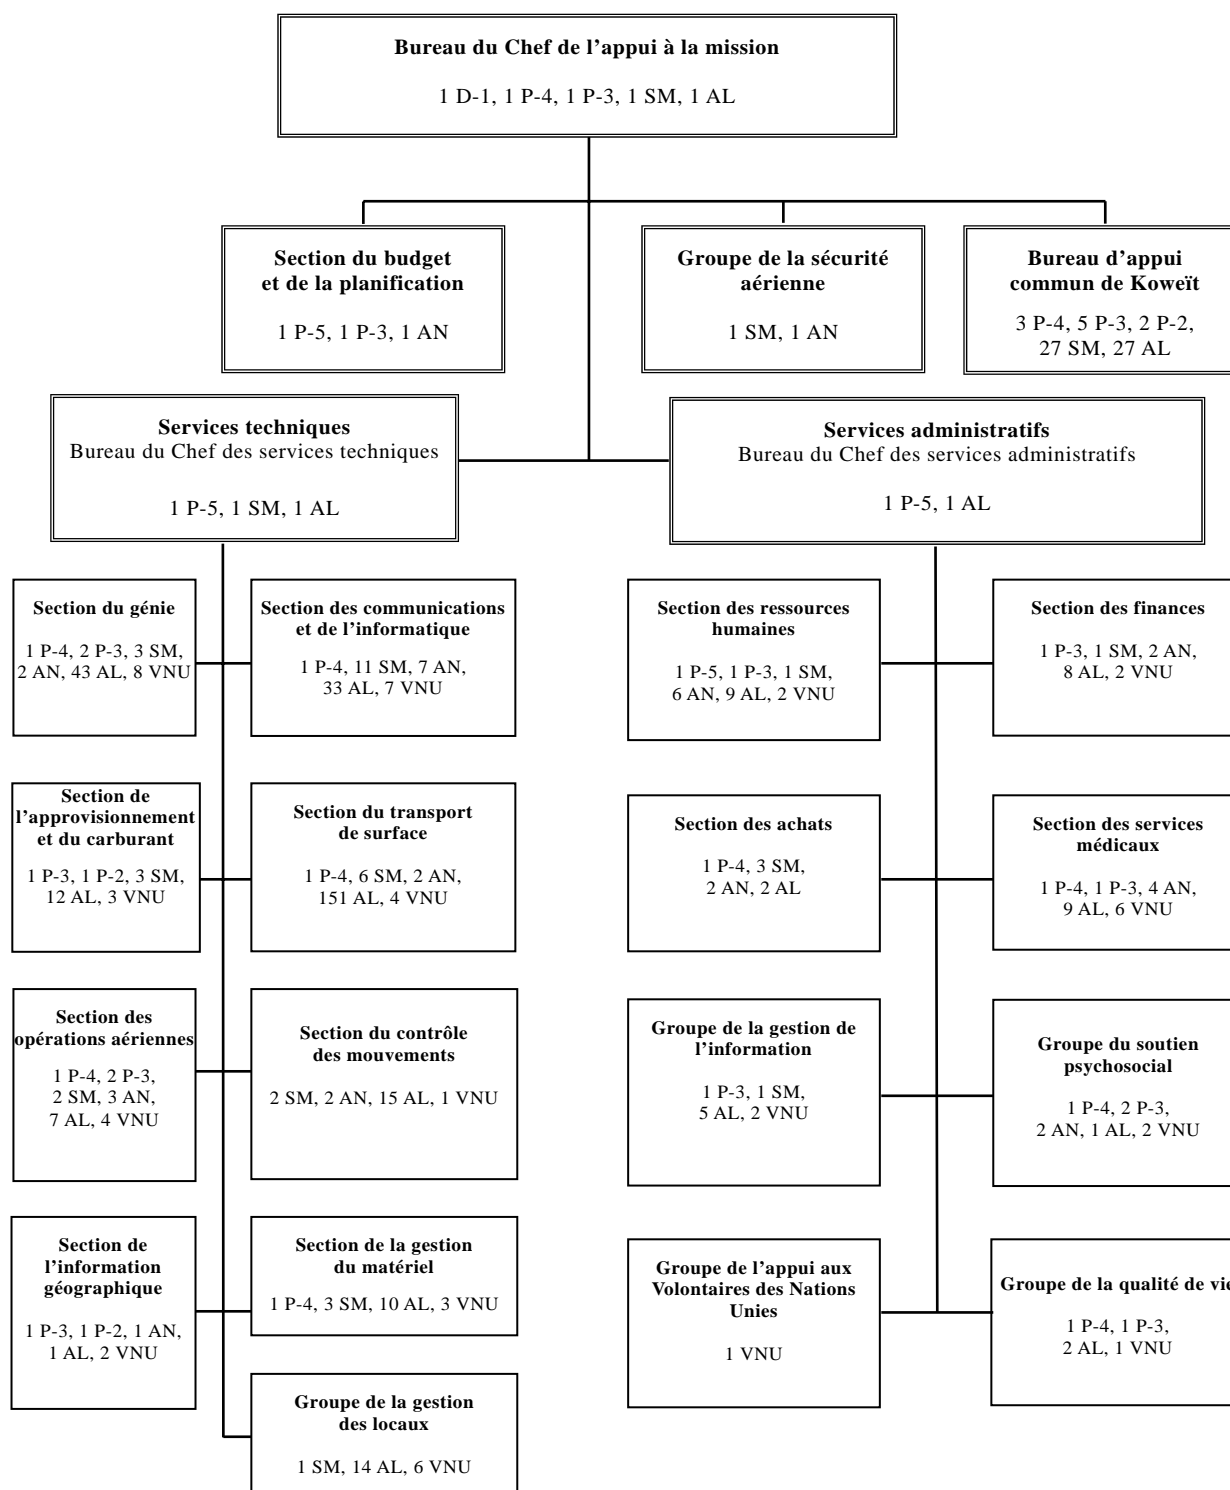 Bureau du Chef de l’appui à la mission
1 D-1, 1 P-4, 1 P-3, 1 SM, 1 AL
Section du budget
et de la planification
1 P-5, 1 P-3, 1 AN
Groupe de la sécurité
aérienne
1 SM, 1 AN
Bureau d’appui
commun de Koweït
3 P-4, 5 P-3, 2 P-2,
27 SM, 27 AL
Services techniques
Bureau du Chef des services techniques
1 P-5, 1 SM, 1 AL
Services administratifs
Bureau du Chef des services administratifs
1 P-5, 1 AL
Section du génie
1 P-4, 2 P-3, 3 SM,
2 AN, 43 AL, 8 VNU
Section des communications
et de l’informatique
1 P-4, 11 SM, 7 AN,
33 AL, 7 VNU
Section des ressources
humaines
1 P-5, 1 P-3, 1 SM,
6 AN, 9 AL, 2 VNU
Section des finances
1 P-3, 1 SM, 2 AN,
8 AL, 2 VNU
Section de
l’approvisionnement
et du carburant
1 P-3, 1 P-2, 3 SM,
12 AL, 3 VNU
Section du transport
de surface
1 P-4, 6 SM, 2 AN,
151 AL, 4 VNU
Section des achats
1 P-4, 3 SM,
2 AN, 2 AL
Section des services
médicaux
1 P-4, 1 P-3, 4 AN,
9 AL, 6 VNU
Section des
opérations aériennes
1 P-4, 2 P-3,
2 SM, 3 AN,
7 AL, 4 VNU
Section du contrôle
des mouvements
2 SM, 2 AN, 15 AL, 1 VNU
Groupe de la gestion de
l’information
1 P-3, 1 SM,
5 AL, 2 VNU
Groupe du soutien
psychosocial
1 P-4, 2 P-3,
2 AN, 1 AL, 2 VNU
Section de
l’information
géographique
1 P-3, 1 P-2, 1 AN,
1 AL, 2 VNU
Section de la gestion
du matériel
1 P-4, 3 SM, 10 AL, 3 VNU
Groupe de l’appui aux
Volontaires des Nations
Unies
1 VNU
Groupe de la qualité de vie
1 P-4, 1 P-3,
2 AL, 1 VNU
Groupe de la gestion
des locaux
1 SM, 14 AL, 6 VNU